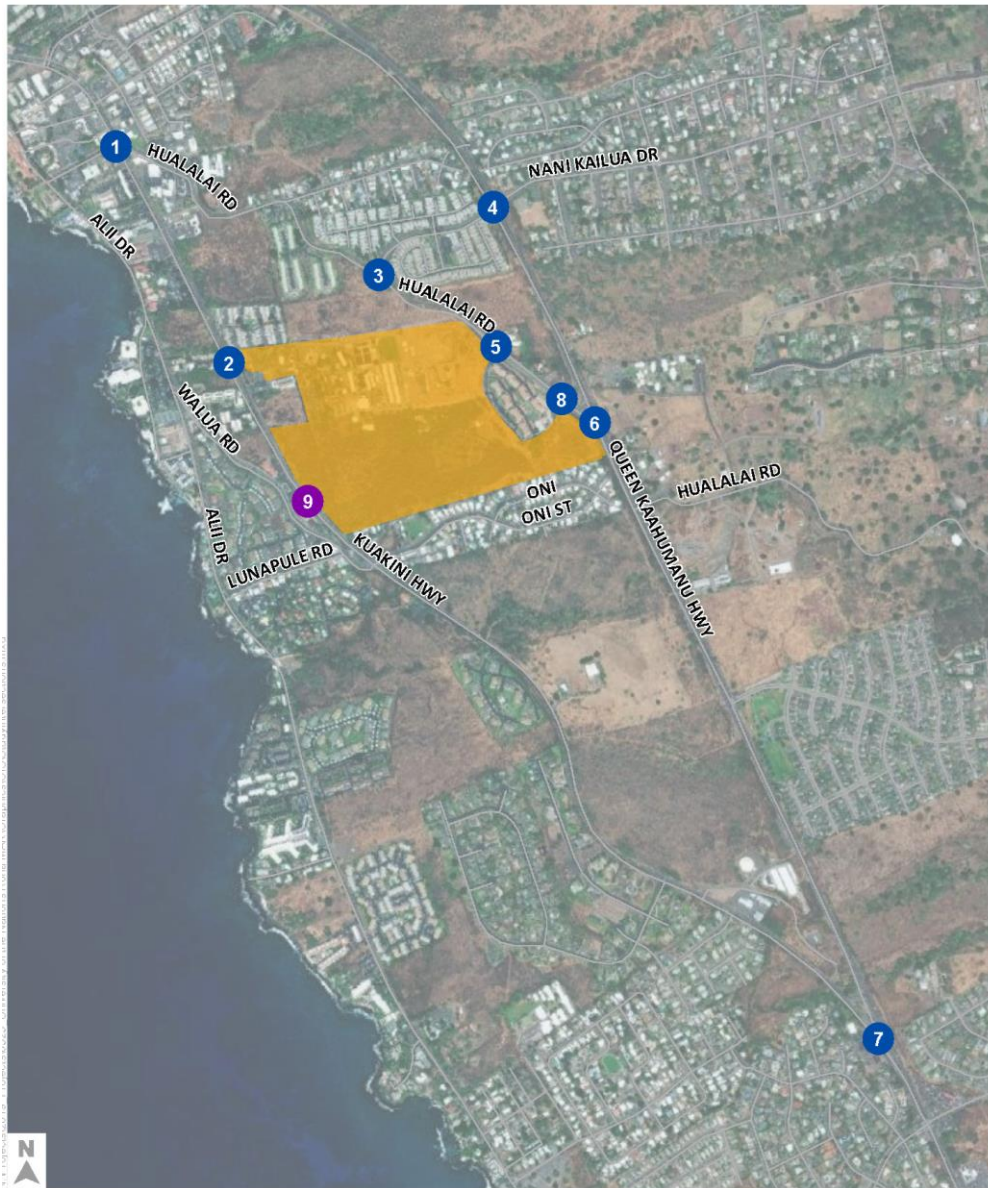 1
HUALALAI RD
NANI KAILUA DR
4
ALII DR
3
HUALALAI RD
5
2
WALUA RD
8
6
QUEEN KAAHUMANU HWY
HUALALAI RD
9
ONI
ONI ST
ALII DR
LUNAPULE RD
KUAKINI HWY
7
N